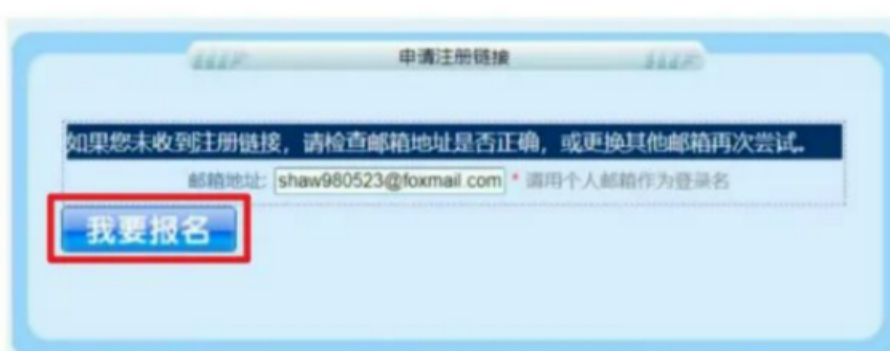 申请注册链接
如果您未收到注册链接，请检查邮箱地址是否正确，或更换其他邮箱再次尝试。
邮箱地址: shaw980523@foxmail.com * 请用个人邮箱作为登录名
我要报名